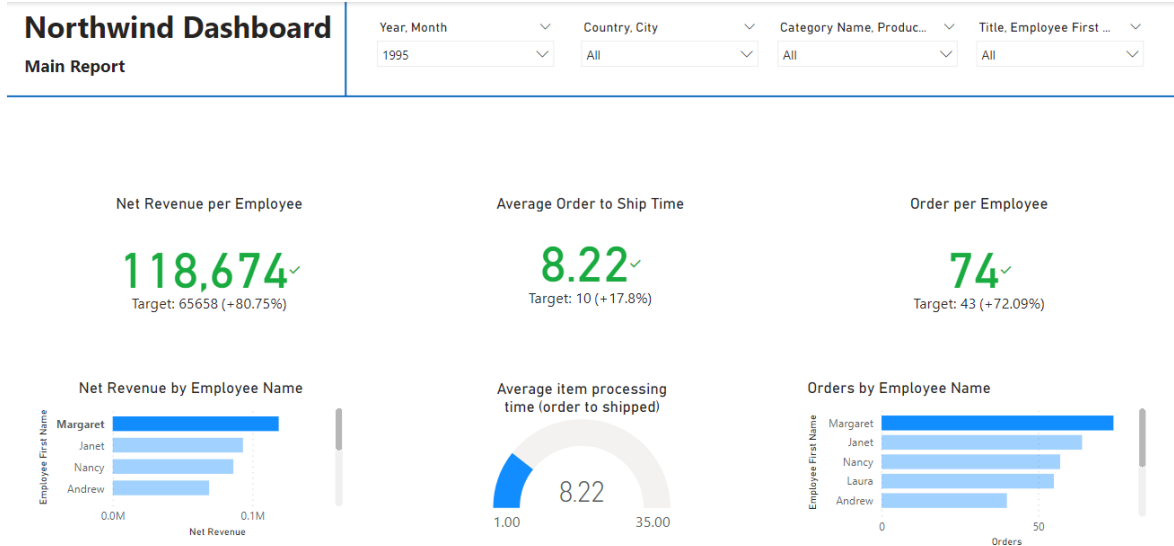 Northwind Dashboard
Main Report
Year, Month
1995
Country, City
All
Category Name, Produc...
All
Title, Employee First ...
All
Net Revenue per Employee
118,674
Target: 65658 (+80.75%)
Average Order to Ship Time
8.22
Target: 10 (+17.8%)
Order per Employee
74
Target: 43 (+72.09%)
Net Revenue by Employee Name
Employee First Name
Margaret
Janet
Nancy
Andrew
0.0M 0.1M
Net Revenue
Average item processing
time (order to shipped)
8.22
1.00 35.00
Orders by Employee Name
Employee First Name
Margaret
Janet
Nancy
Laura
Andrew
0 50
Orders